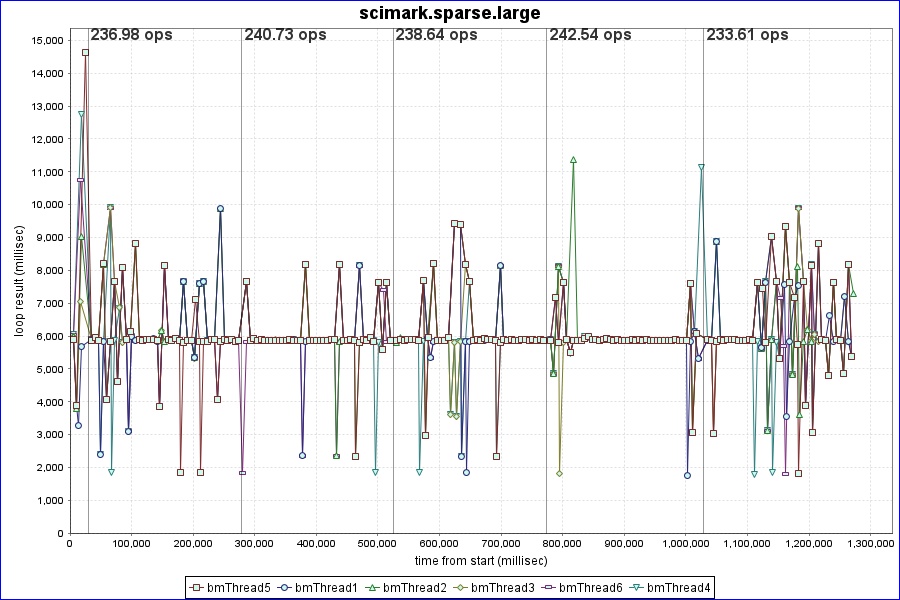 scimark.sparse.large
236.98 ops 240.73 ops 238.64 ops 242.54 ops 233.61 ops
15,000
14,000
13,000
12,000
11,000
10,000
9,000
8,000
7,000
6,000
5,000
4,000
3,000
2,000
1,000
0
loop result (millisec)
0 100,000 200,000 300,000 400,000 500,000 600,000 700,000 800,000 900,000 1,000,000 1,100,000 1,200,000 1,300,000
time from start (millisec)
bmThread5 bmThread1 bmThread2 bmThread3 bmThread6 bmThread4